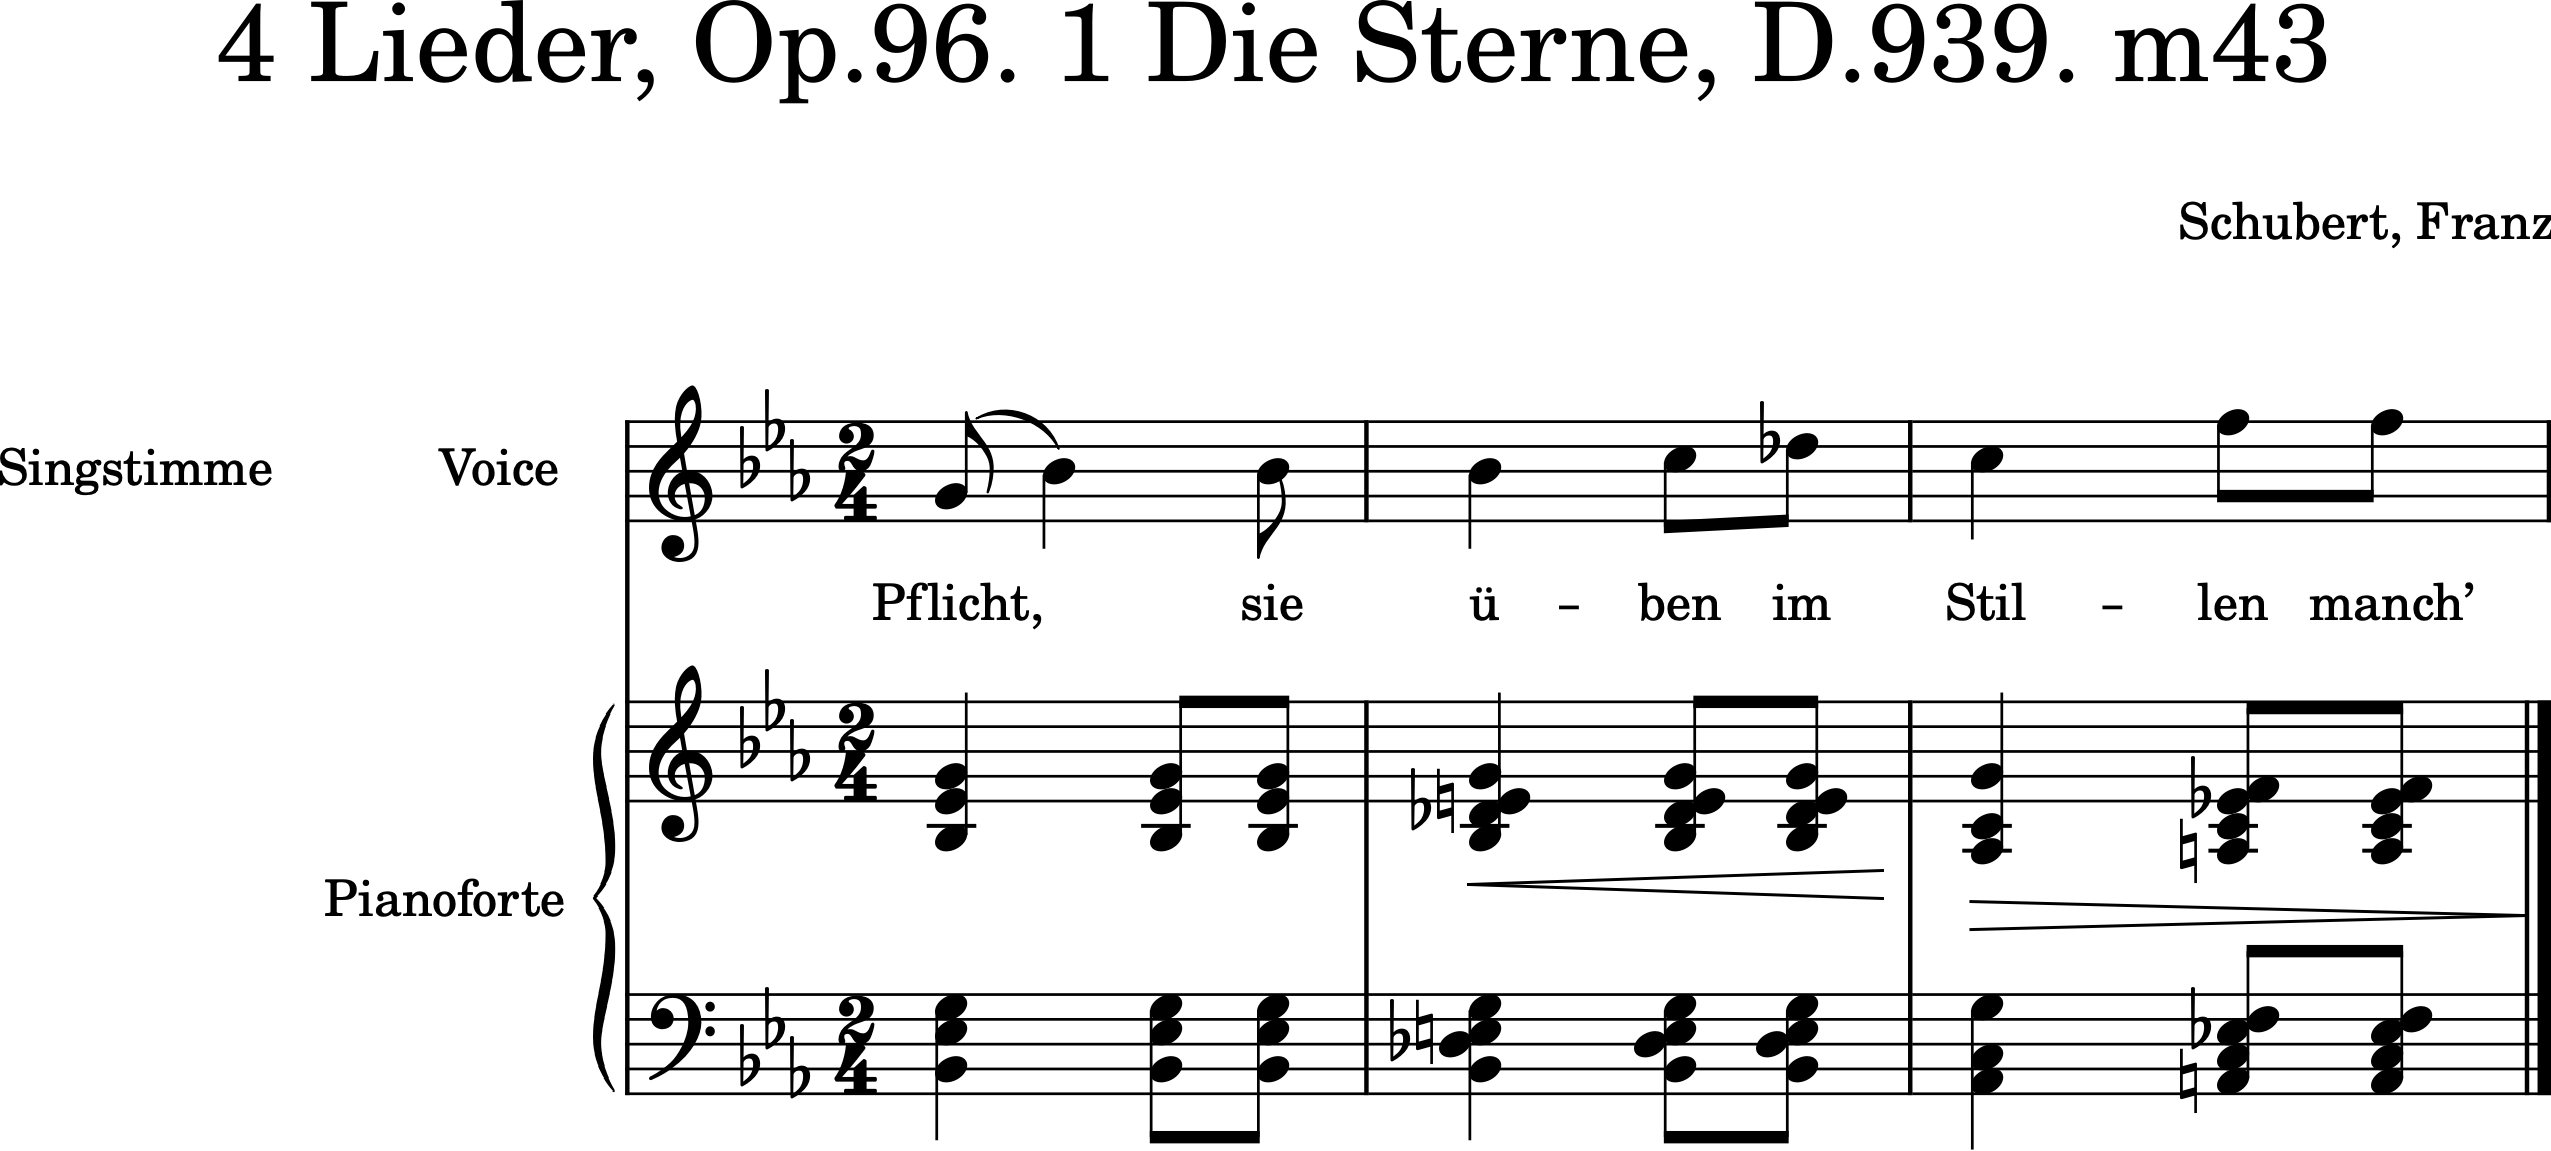 4 Lieder, Op.96. 1 Die Sterne, D.939. m43
Schubert, Franz
Singstimme Voice
Pflicht, sie ü – ben im Stil – len manch’
Pianoforte